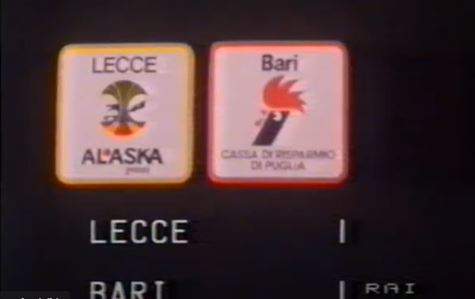 LECCE
ALASKA
Bari
CASSA DI RISPARMIO
DI PUGLIA
LECCE 1
BARI 1
RAI